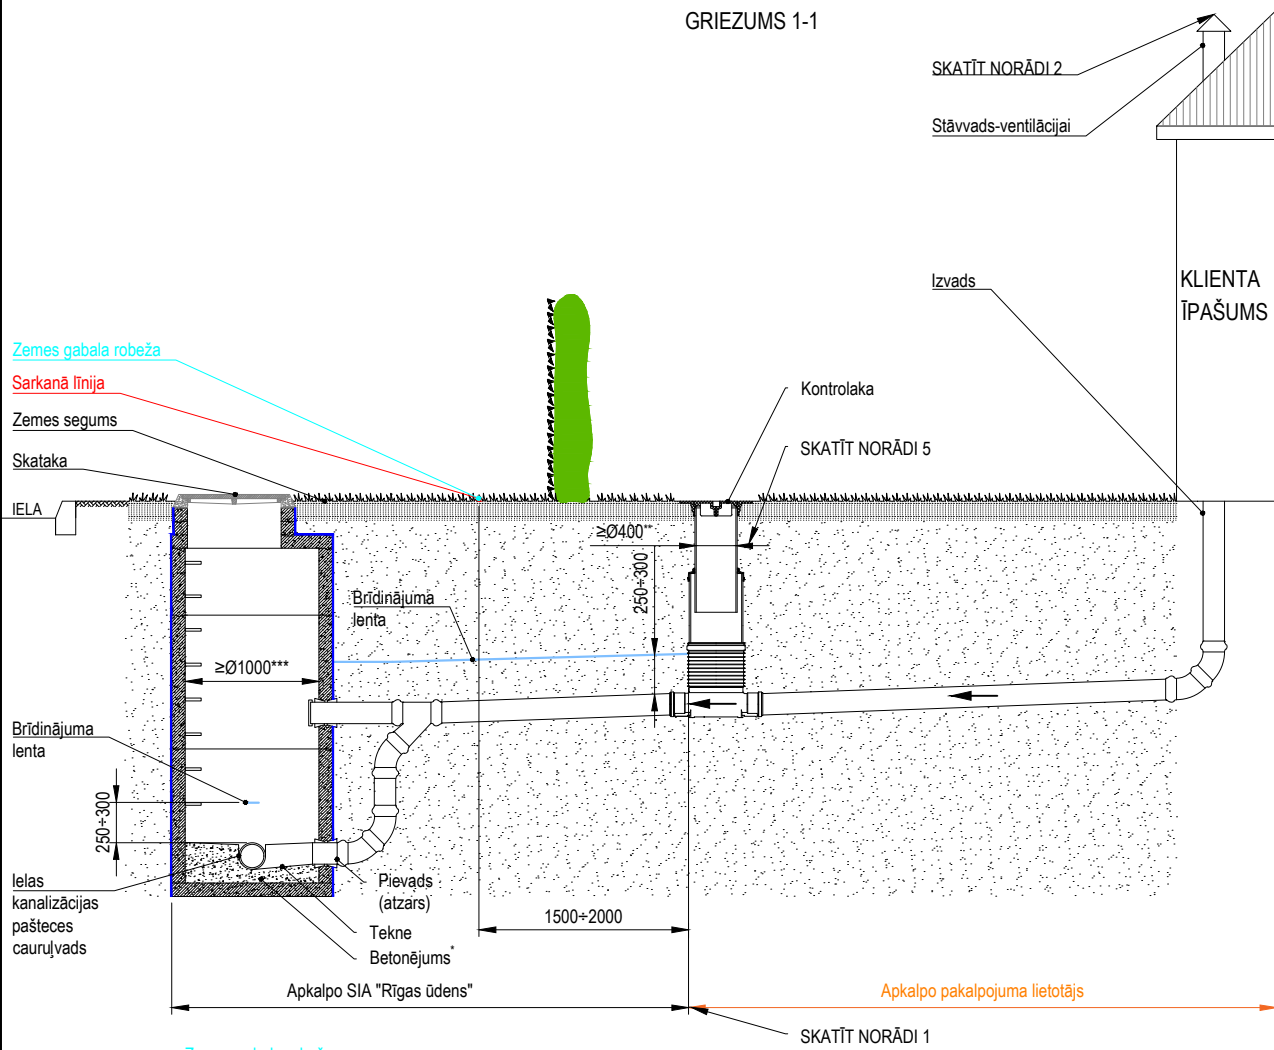 GRIEZUMS 1-1
SKATĪT NORĀDI 2
Stāvvads-ventilācijai
Izvads
KLIENTA
ĪPAŠUMS
Zemes gabala robeža
Sarkanā līnija
Zemes segums
Skataka
IELA
Kontrolaka
SKATĪT NORĀDI 5
≥Ø400**
250÷300
Brīdinājuma
lenta
≥Ø1000***
Brīdinājuma
lenta
250÷300
Ielas
kanalizācijas
pašteces
cauruļvads
Pievads
(atzars)
Tekne
Betonējums*
1500÷2000
Apkalpo SIA "Rīgas ūdens"
Apkalpo pakalpojuma lietotājs
SKATĪT NORĀDI 1